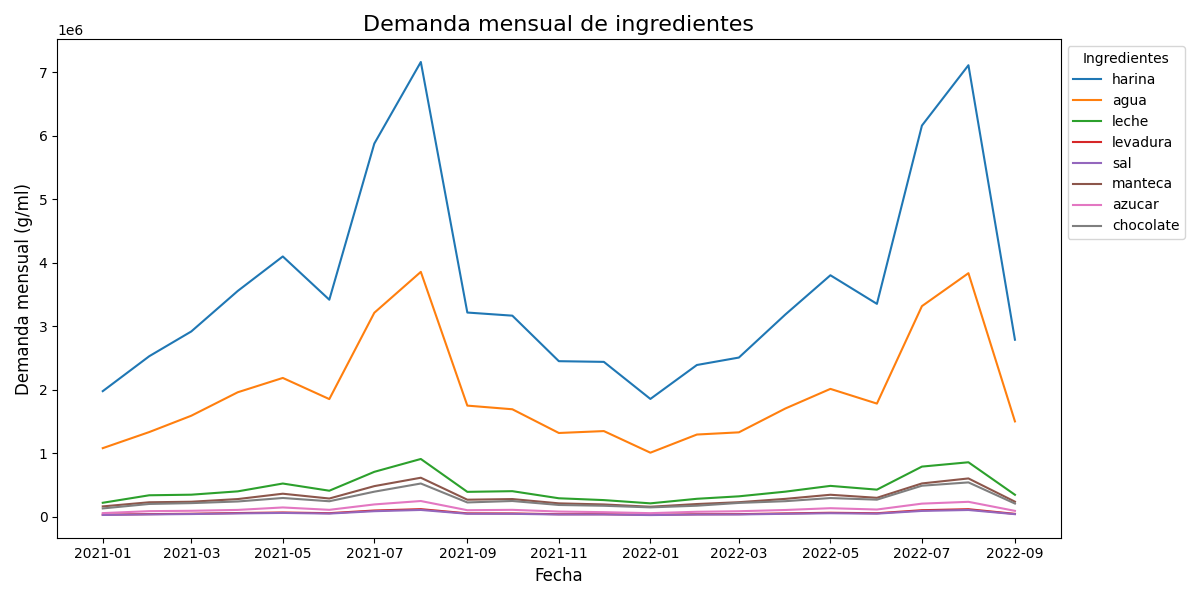 Demanda mensual de ingredientes
1e6
Demanda mensual (g/ml)
7
6
5
4
3
2
1
0
2021-01 2021-03 2021-05 2021-07 2021-09 2021-11 2022-01 2022-03 2022-05 2022-07 2022-09
Fecha
Ingredientes
harina
agua
leche
levadura
sal
manteca
azucar
chocolate